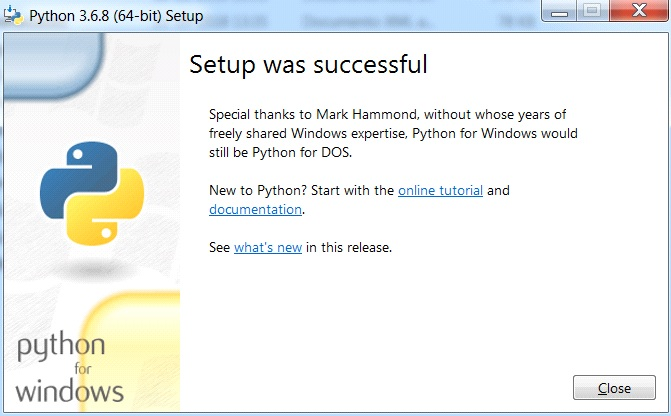 Python 3.6.8 (64-bit) Setup
Setup was successful
Special thanks to Mark Hammond, without whose years of
freely shared Windows expertise, Python for Windows would
still be Python for DOS.
New to Python? Start with the online tutorial and
documentation.
See what's new in this release.
python
for
windows
Close